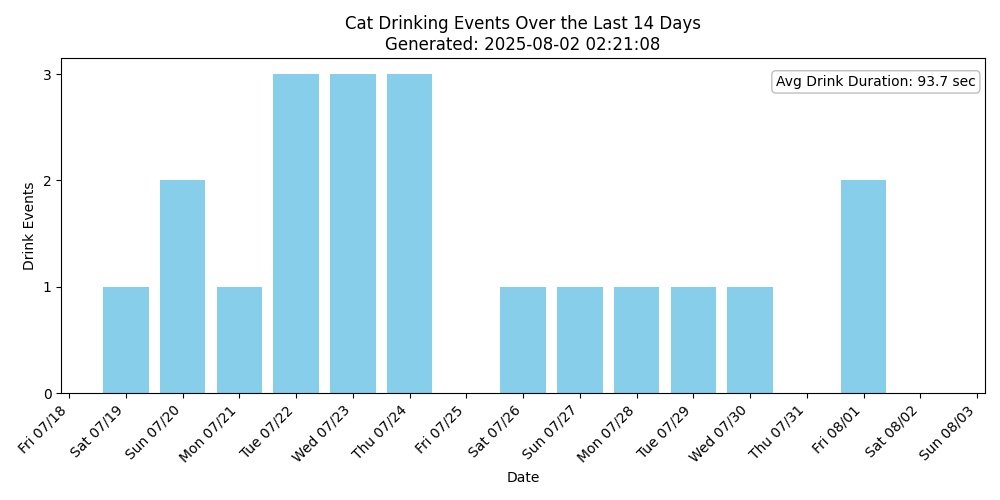 Cat Drinking Events Over the Last 14 Days
Generated: 2025-08-02 02:21:08
Avg Drink Duration: 93.7 sec
Drink Events
3
2
1
0
Fri 07/18
Sat 07/19
Sun 07/20
Mon 07/21
Tue 07/22
Wed 07/23
Thu 07/24
Fri 07/25
Sat 07/26
Sun 07/27
Mon 07/28
Tue 07/29
Wed 07/30
Thu 07/31
Fri 08/01
Sat 08/02
Sun 08/03
Date